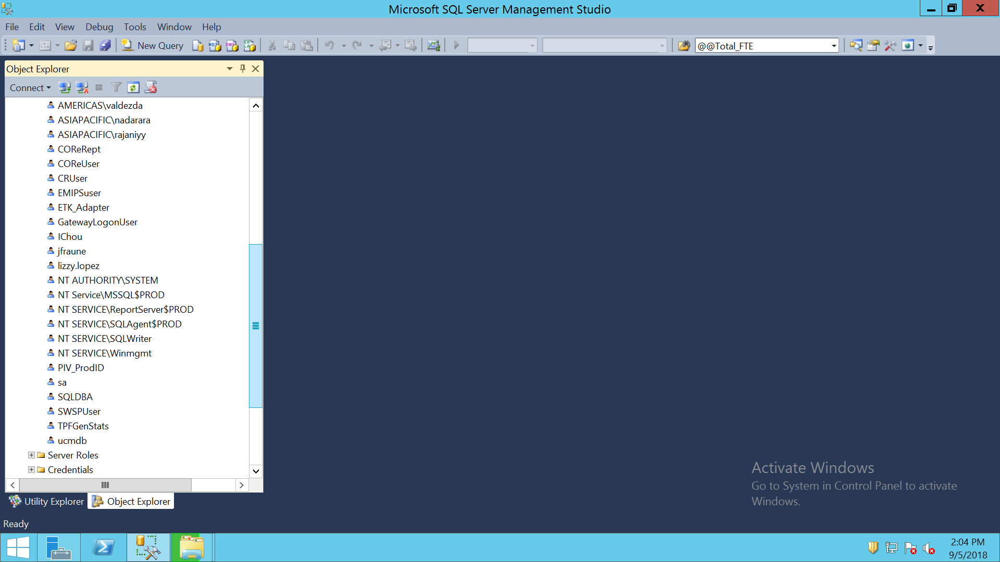 Microsoft SQL Server Management Studio
File Edit View Debug Tools Window Help
New Query
@@Total_FTE
Object Explorer
Connect
AMERICAS\valdezda
ASIAPACIFIC\nadarara
ASIAPACIFIC\rajaniyy
COReRept
COReUser
CRUser
EMIPSuser
ETK_Adapter
GatewayLogonUser
IChou
jfraune
lizzy.lopez
NT AUTHORITY\SYSTEM
NT Service\MSSQL$PROD
NT SERVICE\ReportServer$PROD
NT SERVICE\SQLAgent$PROD
NT SERVICE\SQLWriter
NT SERVICE\Winmgmt
PIV_ProdID
sa
SQLDBA
SWSPUser
TPFGenStats
ucmdb
Server Roles
Credentials
Utility Explorer Object Explorer
Activate Windows
Go to System in Control Panel to activate
Windows.
Ready
2:04 PM
9/5/2018